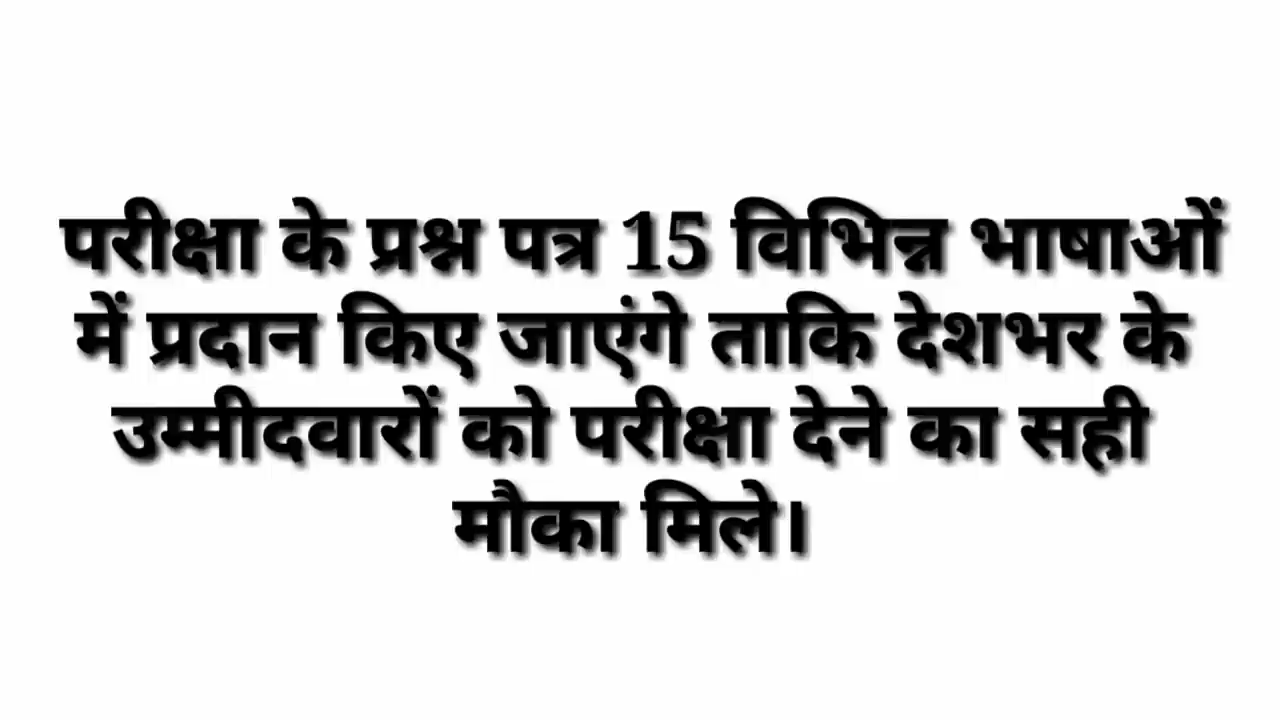 परीक्षा के प्रश्न पत्र 15 विभिन्न भाषाओं
में प्रदान किए जाएंगे ताकि देशभर के
उम्मीदवारों को परीक्षा देने का सही
मौका मिले।